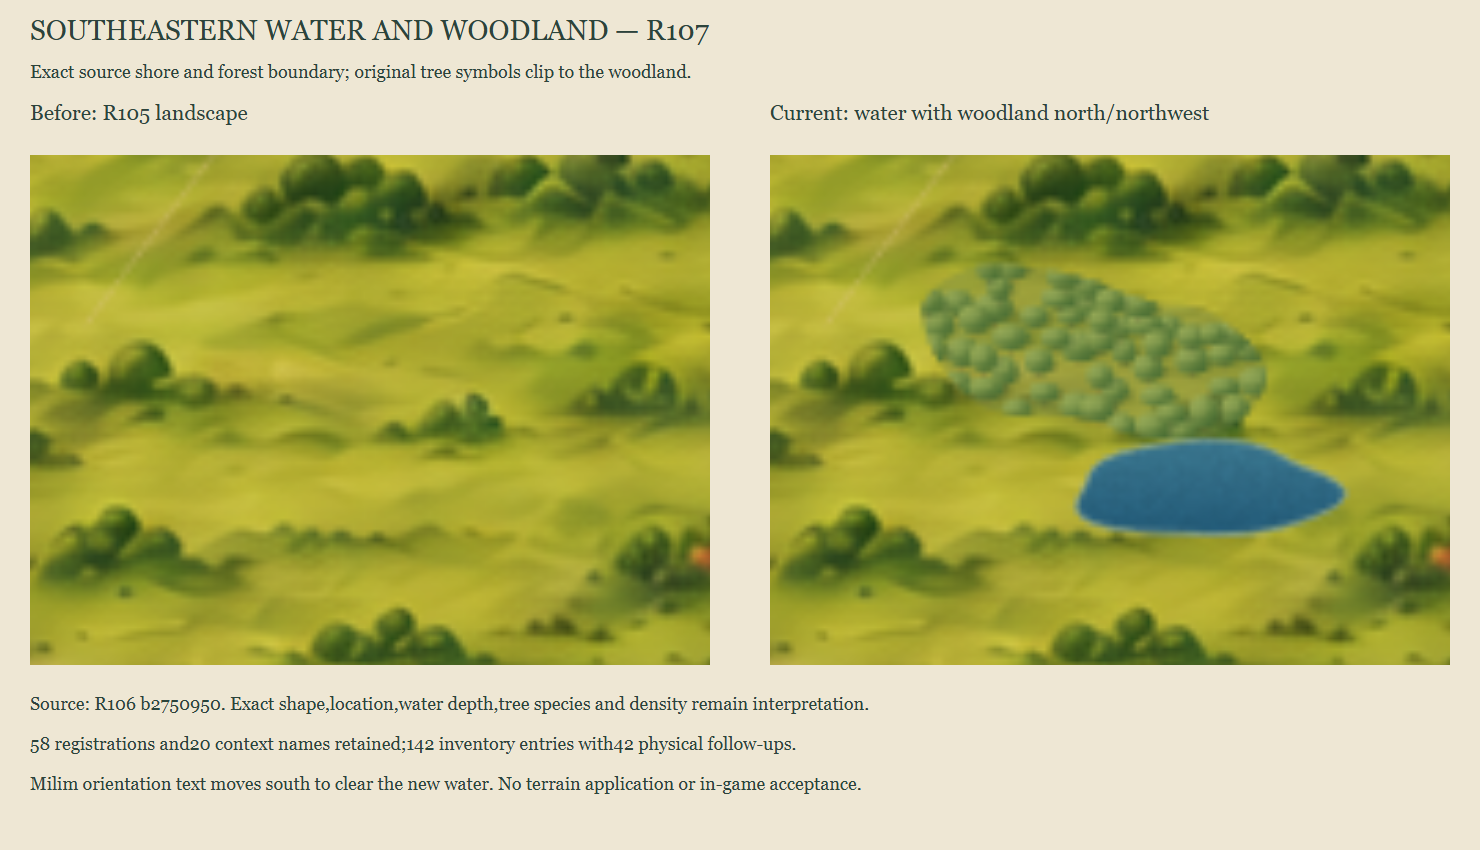 SOUTHEASTERN WATER AND WOODLAND — R107
Exact source shore and forest boundary; original tree symbols clip to the woodland.
Before: R105 landscape
Current: water with woodland north/northwest
Source: R106 b2750950. Exact shape,location,water depth,tree species and density remain interpretation.
58 registrations and20 context names retained;142 inventory entries with42 physical follow-ups.
Milim orientation text moves south to clear the new water. No terrain application or in-game acceptance.